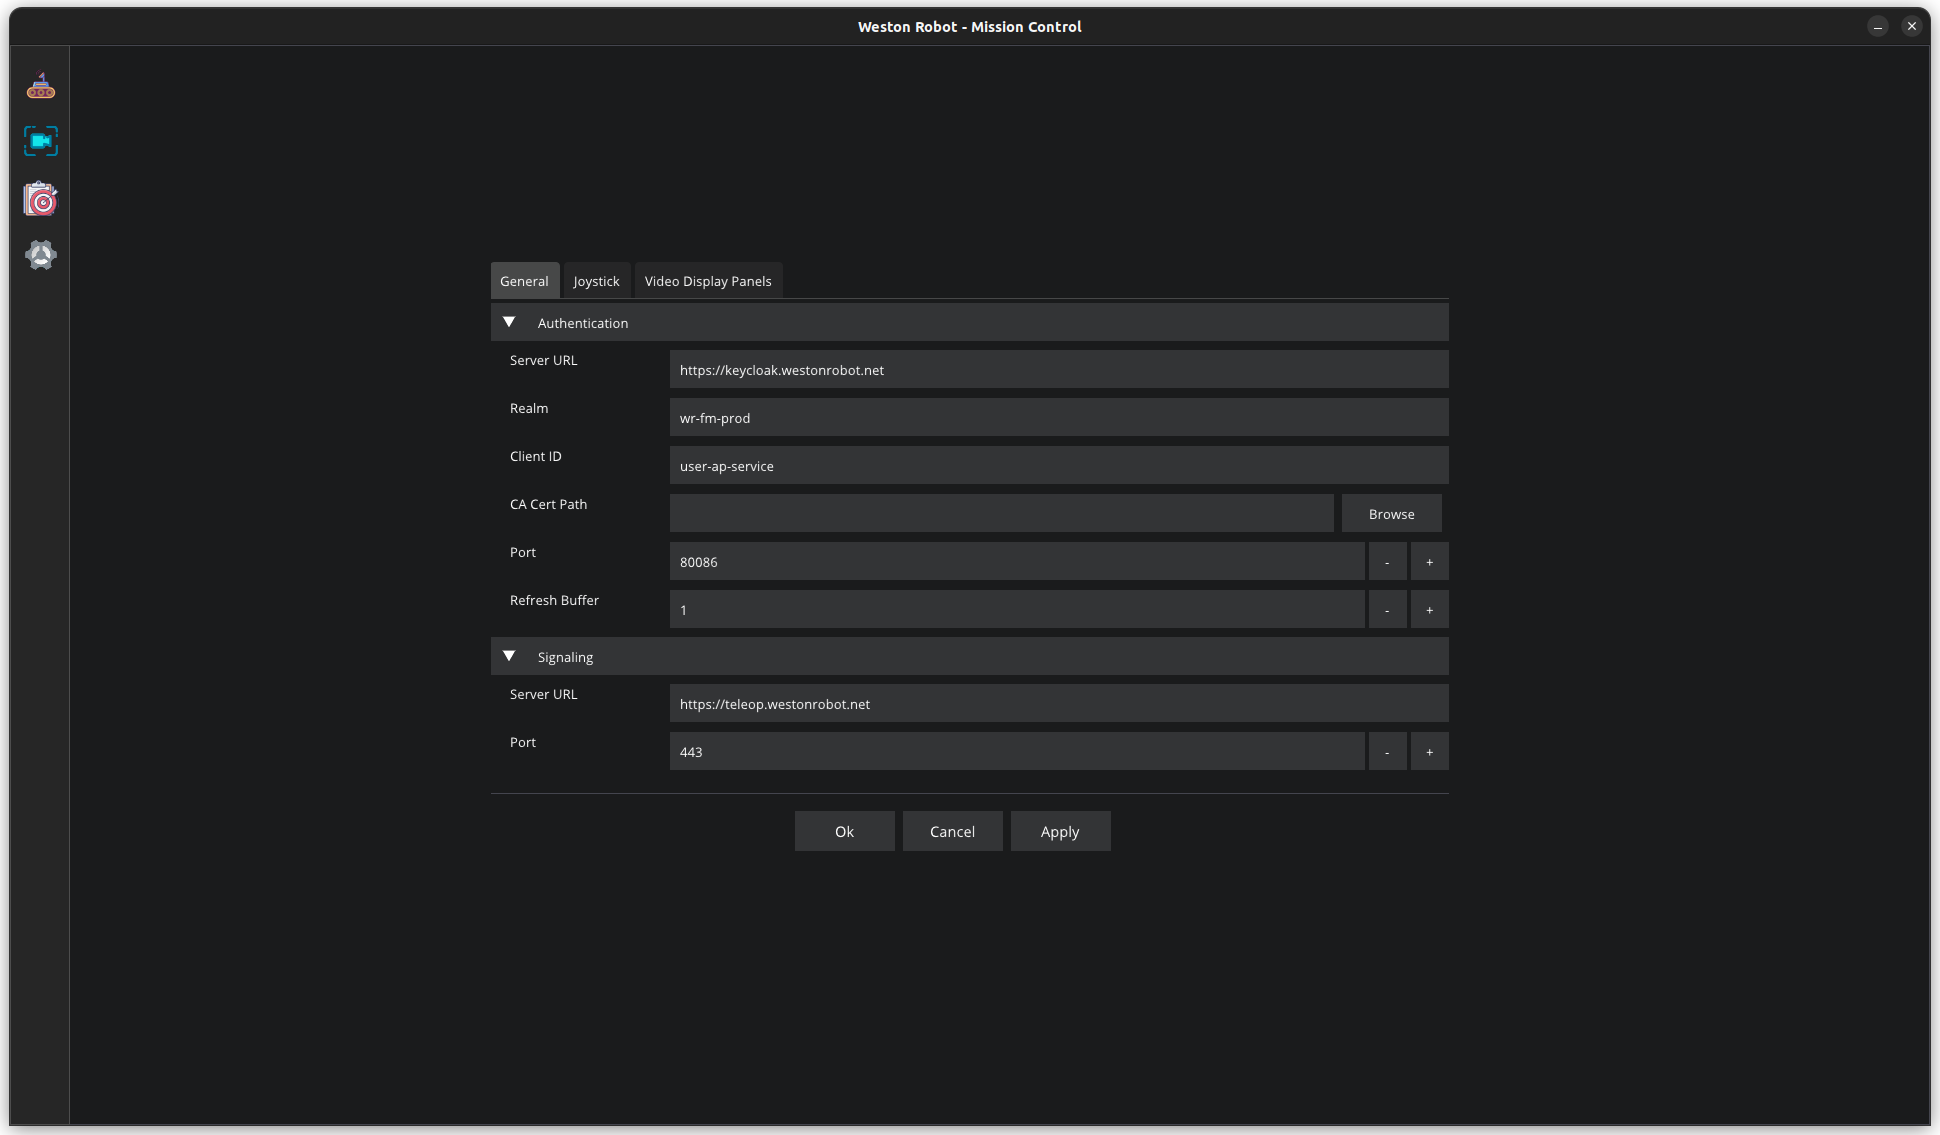 Weston Robot - Mission Control
General Joystick Video Display Panels
Authentication
Server URL https://keycloak.westonrobot.net
Realm wr-fm-prod
Client ID user-ap-service
CA Cert Path Browse
Port 80086 - +
Refresh Buffer 1 - +
Signaling
Server URL https://teleop.westonrobot.net
Port 443 - +
Ok Cancel Apply